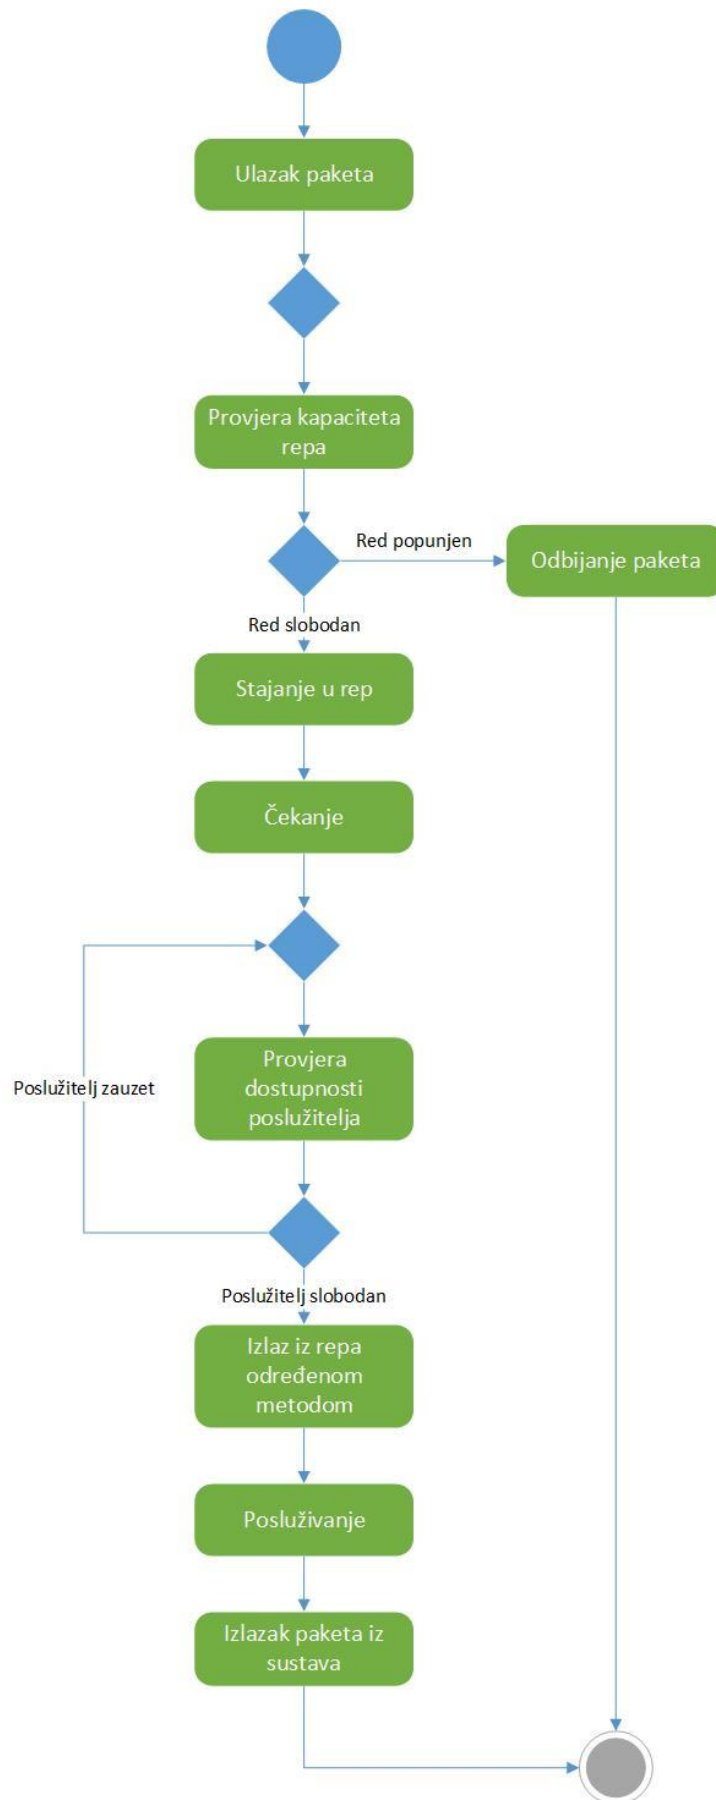 Ulazak paketa
Provjera kapaciteta
repa
Red popunjen
Odbijanje paketa
Red slobodan
Stajanje u rep
Čekanje
Provjera
dostupnosti
poslužitelja
Poslužitelj zauzet
Poslužitelj slobodan
Izlaz iz repa
određenom
metodom
Posluživanje
Izlazak paketa iz
sustava